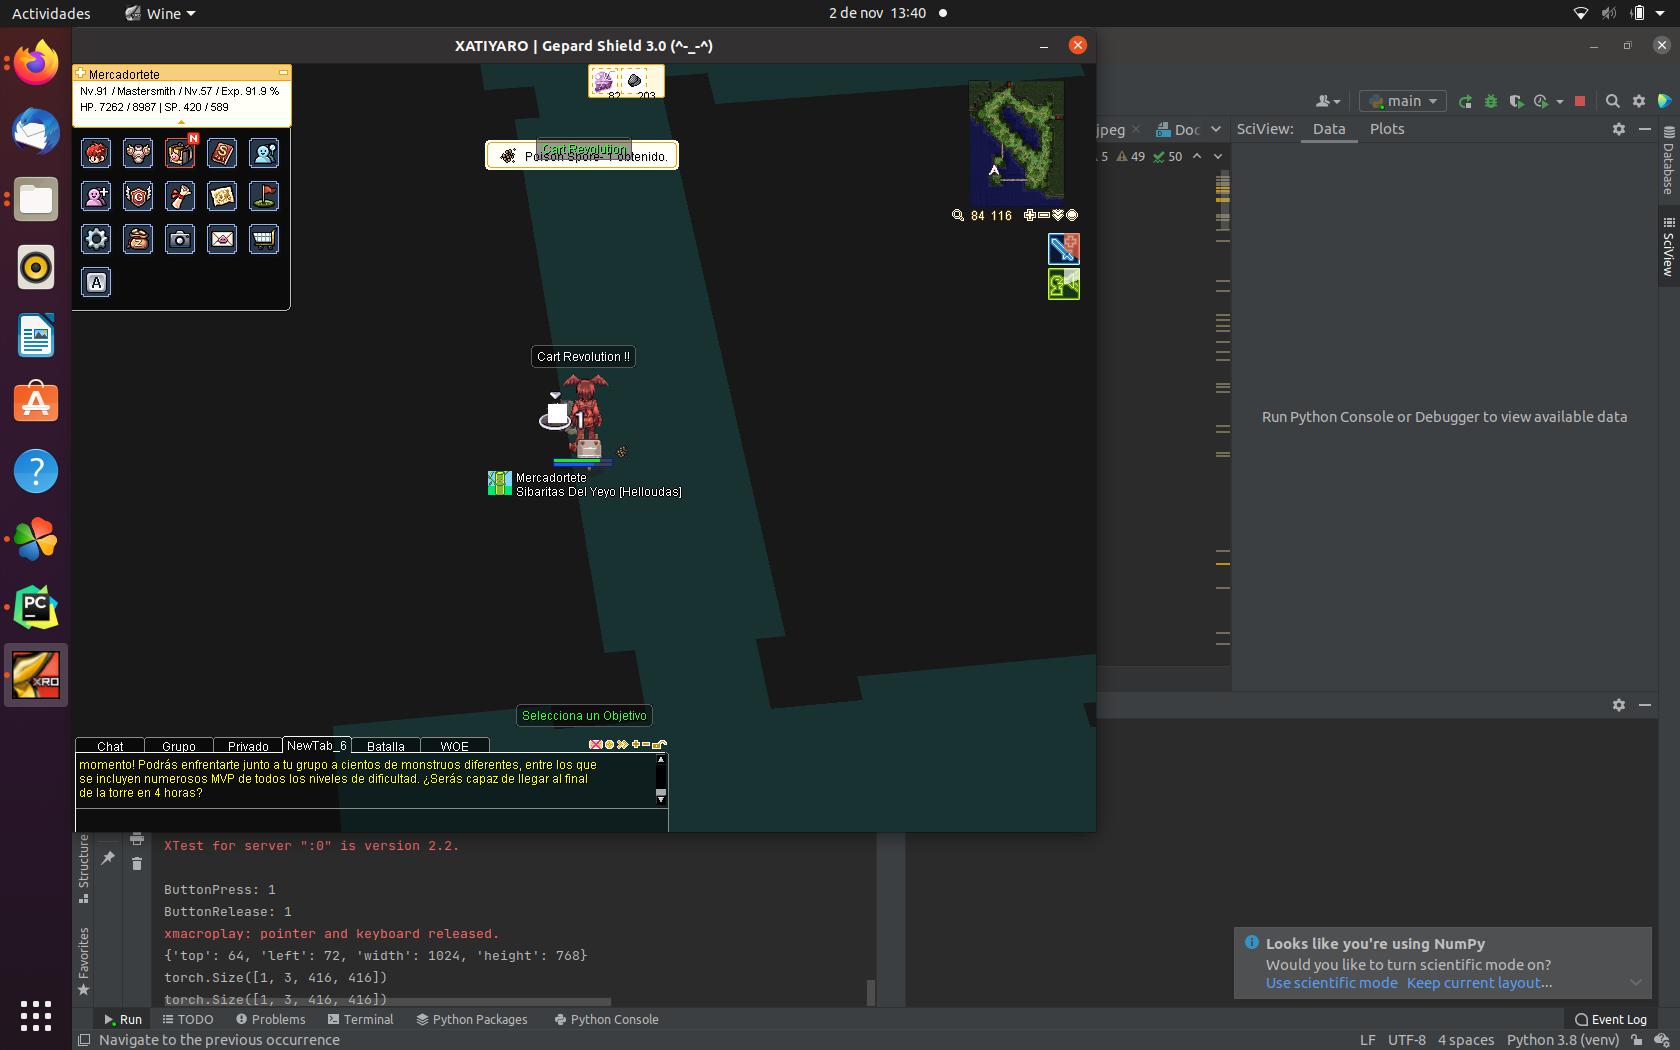 Actividades
Wine
2 de nov 13:40
XATIYARO | Gepard Shield 3.0 (^-_-^)
Mercadortete
Nv.91 / Mastersmith / Nv.57 / Exp. 91.9 %
HP. 7262 / 8987 | SP. 420 / 589
N
A
82 203
Cart Revolution
Poison Spore- 1 obtenido.
A
84 116
Cart Revolution !!
1
Mercadortete
Sibaritas Del Yeyo [Helloudas]
Selecciona un Objetivo
Chat Grupo Privado NewTab_6 Batalla WOE
momento! Podrás enfrentarte junto a tu grupo a cientos de monstruos diferentes, entre los que
se incluyen numerosos MVP de todos los niveles de dificultad. ¿Serás capaz de llegar al final
de la torre en 4 horas?
main
jpeg
Doc
SciView: Data Plots
5 49 50
Database
SciView
Run Python Console or Debugger to view available data
PC
XRO
Structure
Favorites
XTest for server ":0" is version 2.2.
ButtonPress: 1
ButtonRelease: 1
xmacroplay: pointer and keyboard released.
{'top': 64, 'left': 72, 'width': 1024, 'height': 768}
torch.Size([1, 3, 416, 416])
torch.Size([1, 3, 416, 416])
Looks like you're using NumPy
Would you like to turn scientific mode on?
Use scientific mode Keep current layout...
Run TODO Problems Terminal Python Packages Python Console
Event Log
Navigate to the previous occurrence
LF UTF-8 4 spaces Python 3.8 (venv)